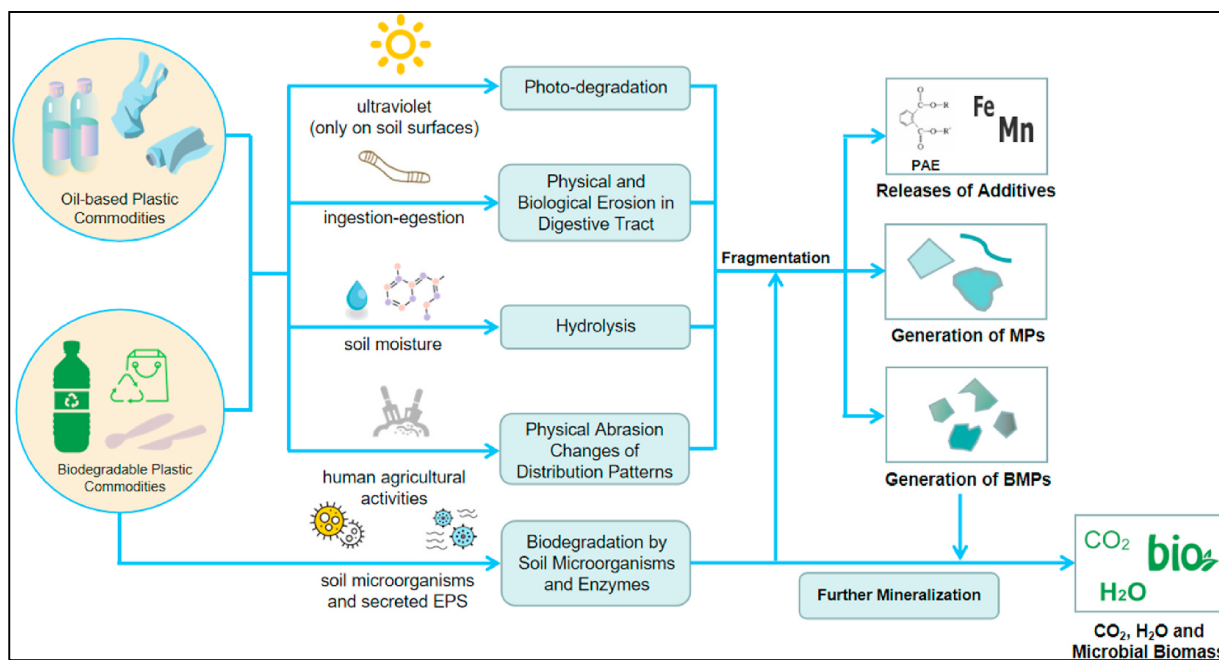 Oil-based Plastic
Commodities
Biodegradable Plastic
Commodities
ultraviolet
(only on soil surfaces)
ingestion-egestion
soil moisture
human agricultural
activities
soil microorganisms
and secreted EPS
Photo-degradation
Physical and
Biological Erosion in
Digestive Tract
Hydrolysis
Physical Abrasion
Changes of
Distribution Patterns
Biodegradation by
Soil Microorganisms
and Enzymes
Fragmentation
Further Mineralization
O
C—O—R
C—O—R'
O
PAE
Fe
Mn
Releases of Additives
Generation of MPs
Generation of BMPs
CO₂
bio
H₂O
CO₂, H₂O and
Microbial Biomass